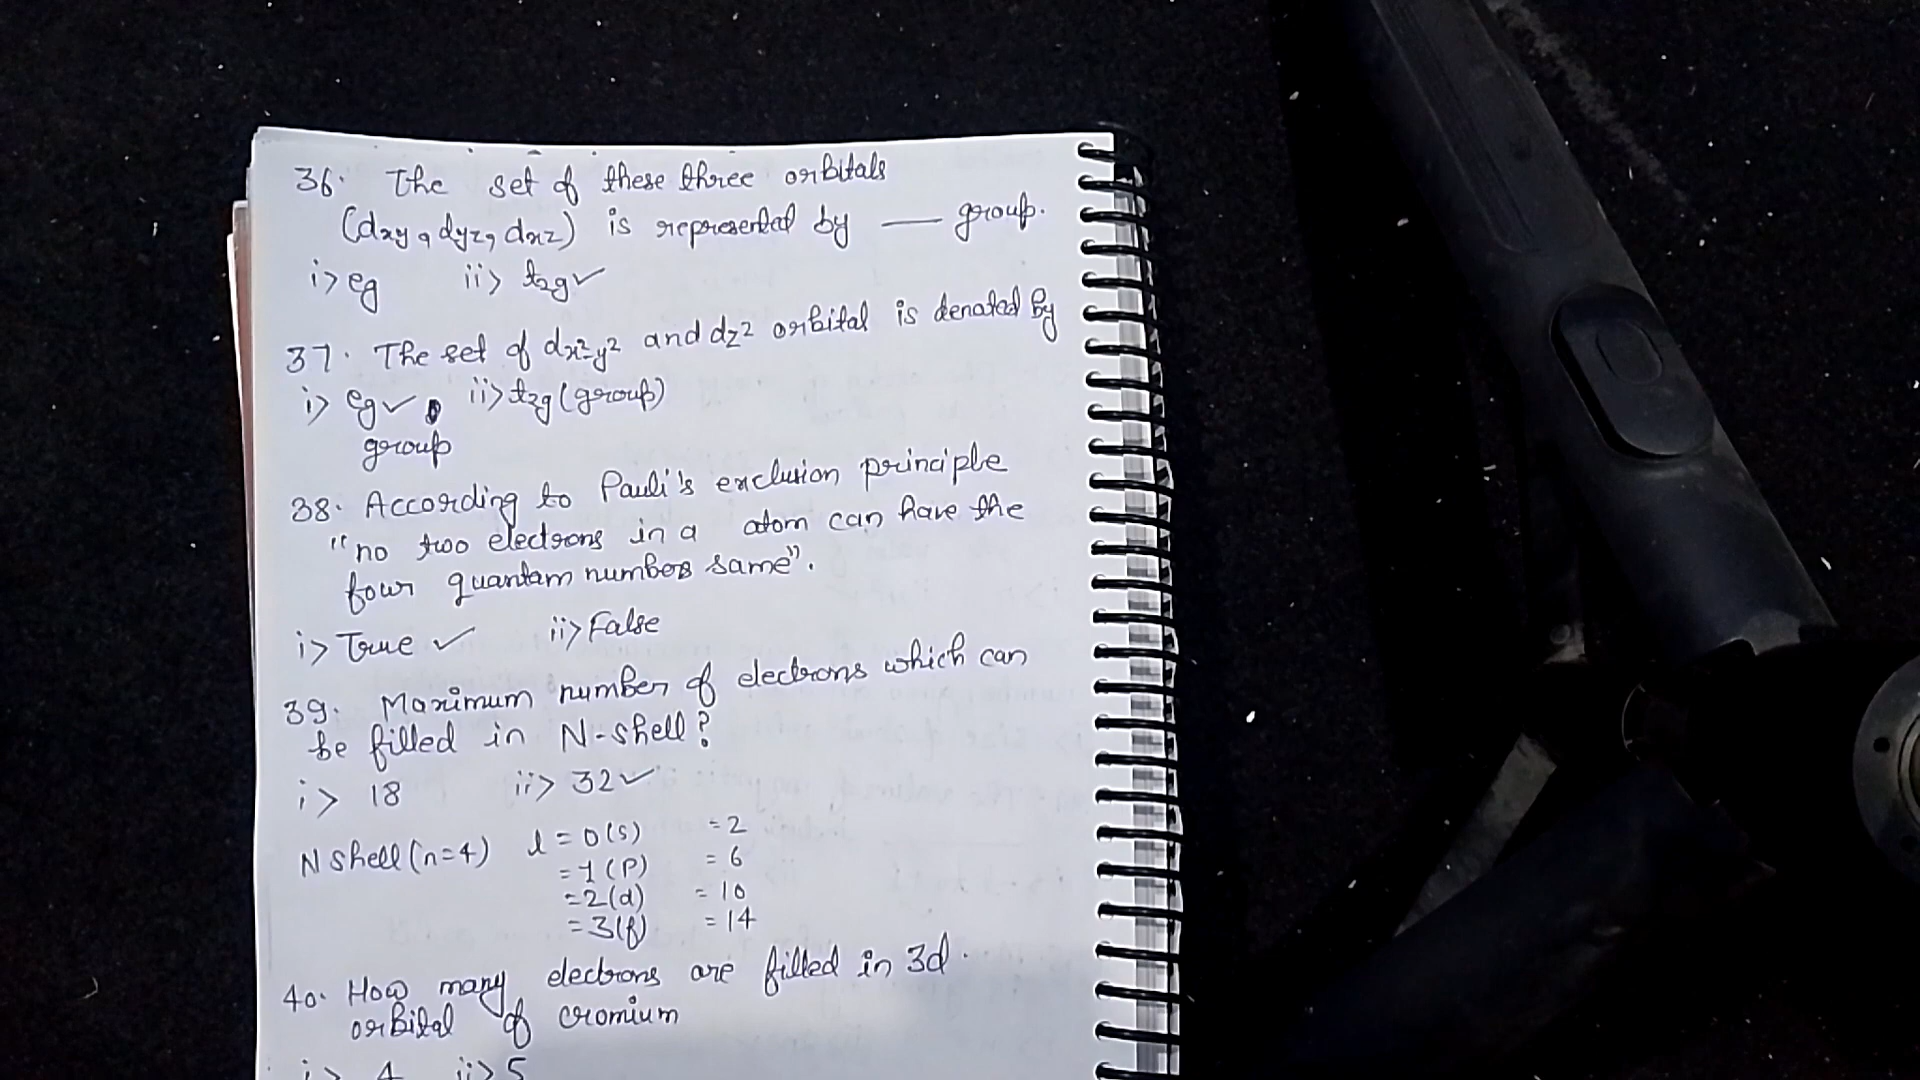 36. The set of these three orbitals
(dxy, dyz, dxz) is represented by — group.
i> eg ii> t2g ✓
37. The set of dx²-y² and dz² orbital is denated by
i> eg ✓ ii> t2g (group)
group
38. According to Pauli's exclusion principle
"no two electrons in a atom can have the
four quantam numbers same".
i> True ✓ ii> False
39. Maximum number of electrons which can
be filled in N-shell?
i> 18 ii> 32 ✓
N shell (n=4) l = 0(s) = 2
= 1 (P) = 6
= 2(d) = 10
= 3(f) = 14
40. How many electrons are filled in 3d
orbital of cromium
i> 4 ii> 5